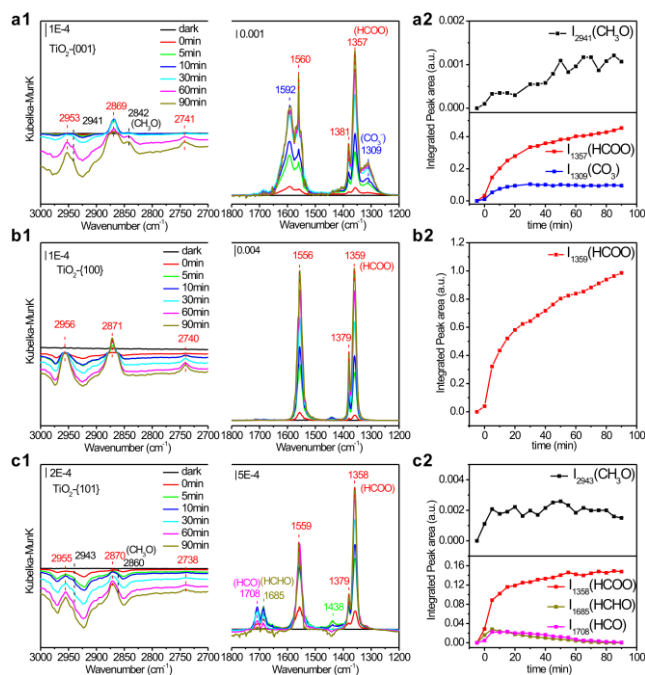 a1
1E-4
TiO2-{001}
dark
0min
5min
10min
30min
60min
90min
2953
2941
2869
2842
(CH3O)
2741
Kubelka-MunK
3000 2950 2900 2850 2800 2750 2700
Wavenumber (cm-1)
0.001
1592
1560
1357
(HCOO)
1381
(CO3-)
1309
1800 1700 1600 1500 1400 1300 1200
Wavenumber (cm-1)
a2
I2941(CH3O)
0.002
0.001
0.000
0.4
0.2
0.0
I1357(HCOO)
I1309(CO3)
Integrated Peak area (a.u.)
Integrated Peak area (a.u.)
0 20 40 60 80 100
time (min)
b1
1E-4
TiO2-{100}
dark
0min
5min
10min
30min
60min
90min
2956
2871
2740
Kubelka-MunK
3000 2950 2900 2850 2800 2750 2700
Wavenumber (cm-1)
0.004
1556
1359
(HCOO)
1379
1800 1700 1600 1500 1400 1300 1200
Wavenumber (cm-1)
b2
I1359(HCOO)
1.2
1.0
0.8
0.6
0.4
0.2
0.0
Integrated Peak area (a.u.)
0 20 40 60 80 100
time (min)
c1
2E-4
TiO2-{101}
dark
0min
5min
10min
30min
60min
90min
2955
2943
2870
(CH3O)
2860
2738
Kubelka-MunK
3000 2950 2900 2850 2800 2750 2700
Wavenumber (cm-1)
5E-4
1358
(HCOO)
1559
(HCO)
1708
(HCHO)
1685
1438
1379
1800 1700 1600 1500 1400 1300 1200
Wavenumber (cm-1)
c2
I2943(CH3O)
0.006
0.004
0.002
0.000
0.16
0.12
0.08
0.04
0.00
I1358(HCOO)
I1685(HCHO)
I1708(HCO)
Integrated Peak area (a.u.)
Integrated Peak area (a.u.)
0 20 40 60 80 100
time (min)